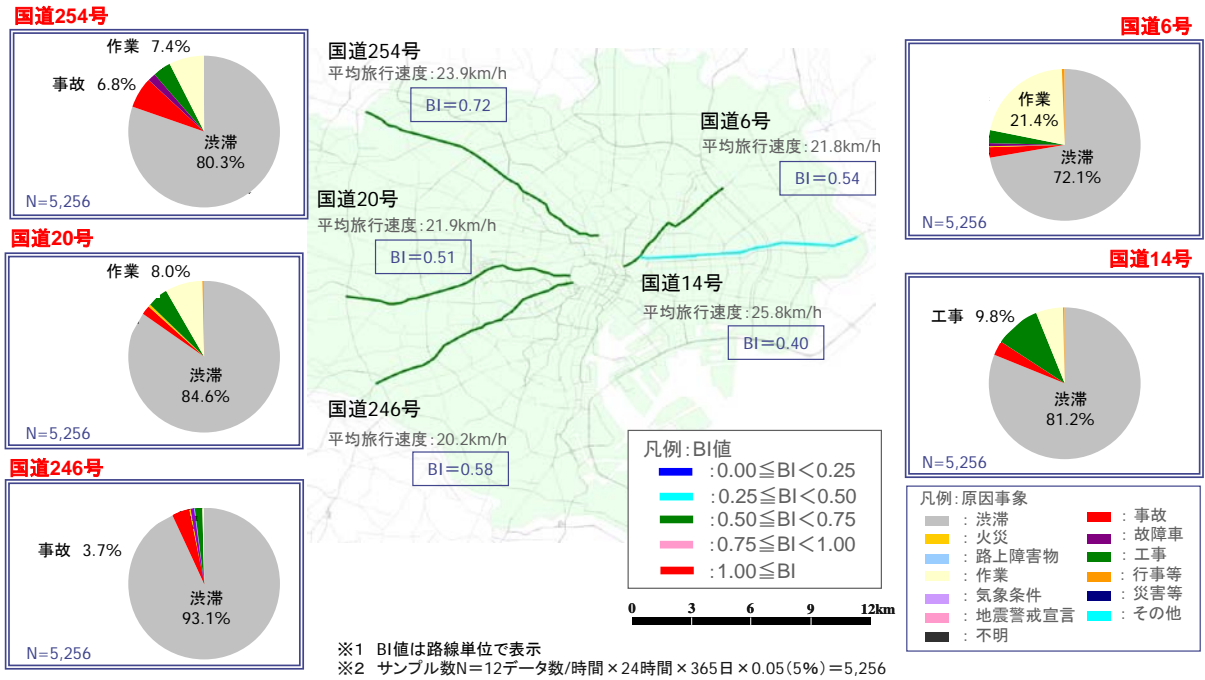 国道254号
作業 7.4%
事故 6.8%
渋滞
80.3%
N=5,256
国道20号
作業 8.0%
渋滞
84.6%
N=5,256
国道246号
事故 3.7%
渋滞
93.1%
N=5,256
国道254号
平均旅行速度:23.9km/h
BI=0.72
国道6号
平均旅行速度:21.8km/h
BI=0.54
国道20号
平均旅行速度:21.9km/h
BI=0.51
国道14号
平均旅行速度:25.8km/h
BI=0.40
国道246号
平均旅行速度:20.2km/h
BI=0.58
凡例:BI値
:0.00≦BI<0.25
:0.25≦BI<0.50
:0.50≦BI<0.75
:0.75≦BI<1.00
:1.00≦BI
0 3 6 9 12km
国道6号
作業
21.4%
渋滞
72.1%
N=5,256
国道14号
工事 9.8%
渋滞
81.2%
N=5,256
凡例:原因事象
:渋滞
:火災
:路上障害物
:作業
:気象条件
:地震警戒宣言
:不明
:事故
:故障車
:工事
:行事等
:災害等
:その他
※1 BI値は路線単位で表示
※2 サンプル数N=12データ数/時間×24時間×365日×0.05(5%)=5,256